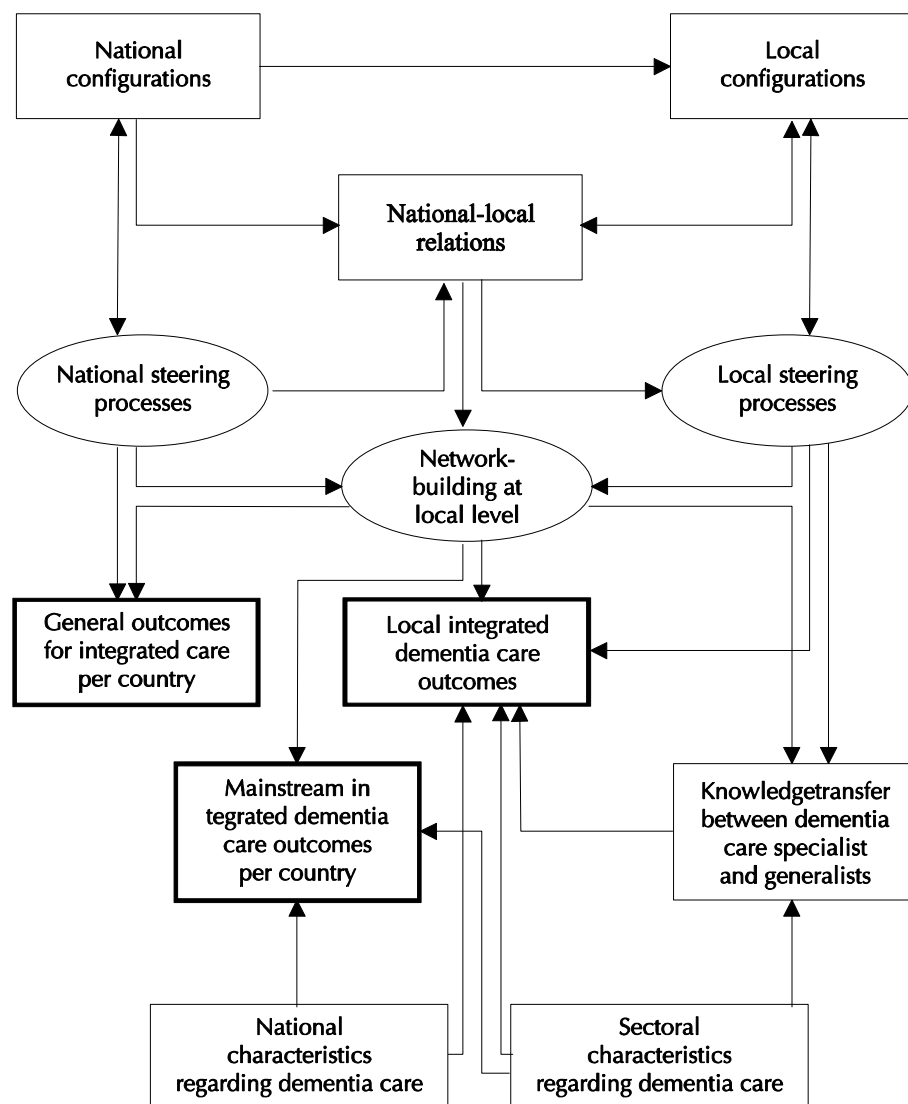 National
configurations
Local
configurations
National-local
relations
National steering
processes
Local steering
processes
Network-
building at
local level
General outcomes
for integrated care
per country
Local integrated
dementia care
outcomes
Mainstream in
tegrated dementia
care outcomes
per country
Knowledgetransfer
between dementia
care specialist
and generalists
National
characteristics
regarding dementia care
Sectoral
characteristics
regarding dementia care